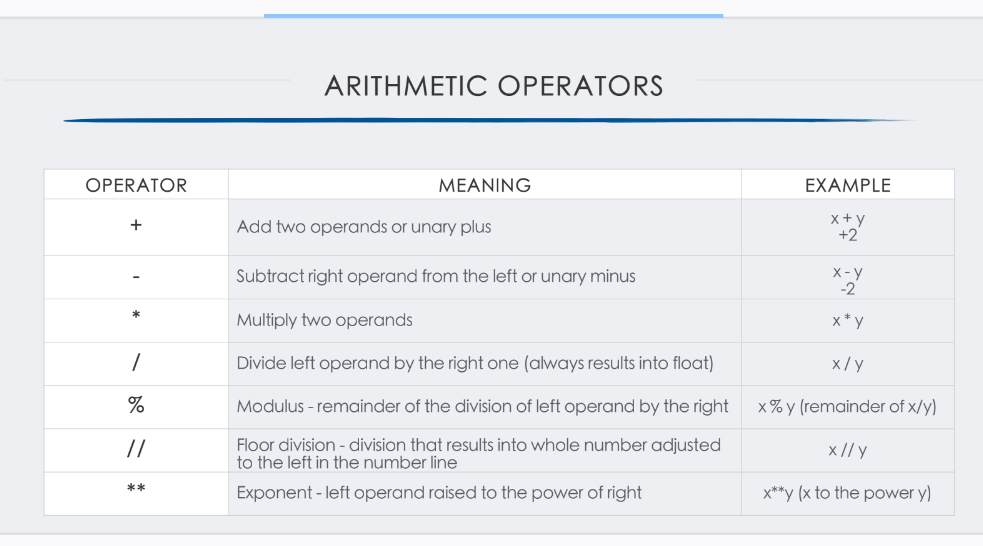 ARITHMETIC OPERATORS
OPERATOR MEANING EXAMPLE
+ Add two operands or unary plus x + y
+2
- Subtract right operand from the left or unary minus x - y
-2
* Multiply two operands x * y
/ Divide left operand by the right one (always results into float) x / y
% Modulus - remainder of the division of left operand by the right x % y (remainder of x/y)
// Floor division - division that results into whole number adjusted
to the left in the number line x // y
** Exponent - left operand raised to the power of right x**y (x to the power y)